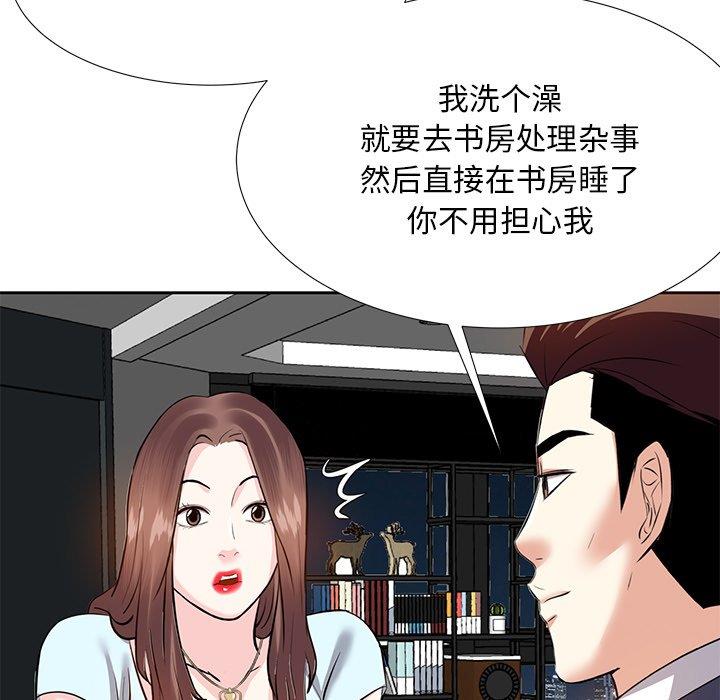 我洗个澡
就要去书房处理杂事
然后直接在书房睡了
你不用担心我